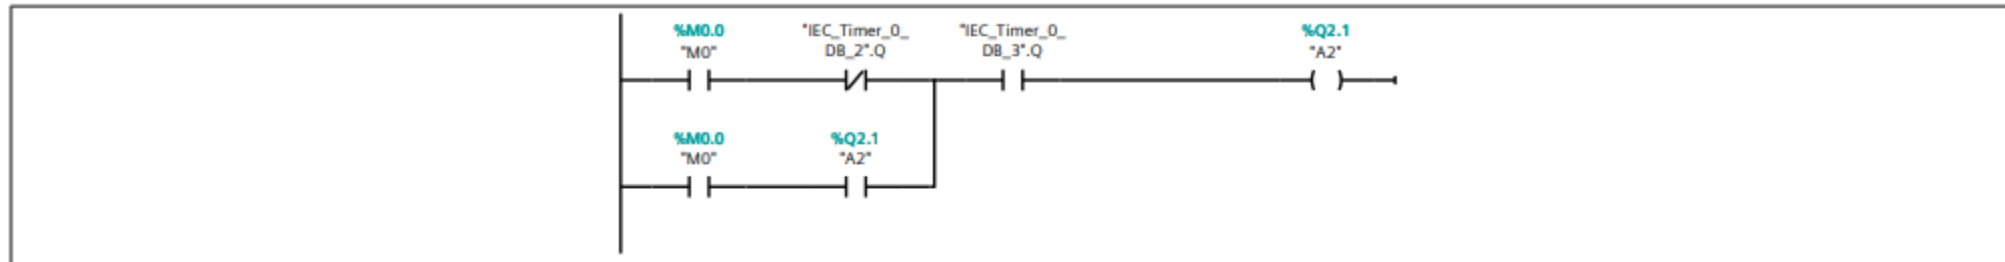 %M0.0
"M0"
"IEC_Timer_0_
DB_2".Q
"IEC_Timer_0_
DB_3".Q
%Q2.1
"A2"
%M0.0
"M0"
%Q2.1
"A2"